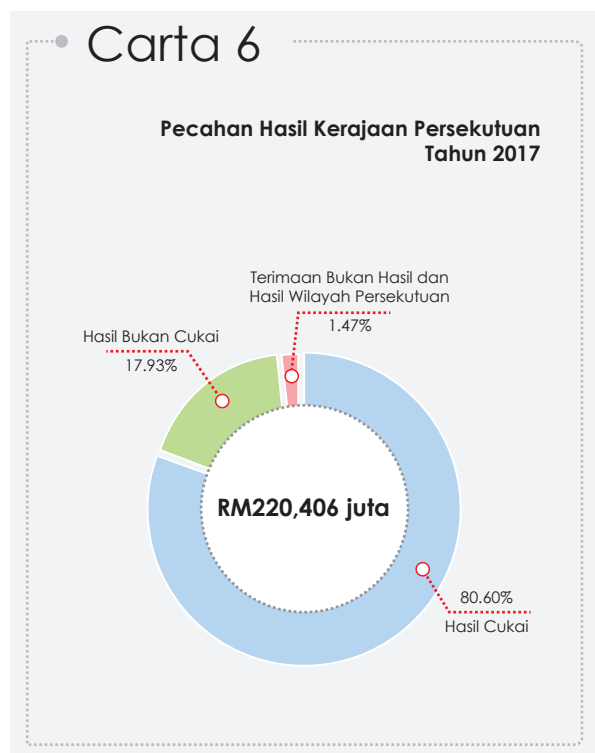 Carta 6
Pecahan Hasil Kerajaan Persekutuan
Tahun 2017
Terimaan Bukan Hasil dan
Hasil Wilayah Persekutuan
1.47%
Hasil Bukan Cukai
17.93%
RM220,406 juta
80.60%
Hasil Cukai